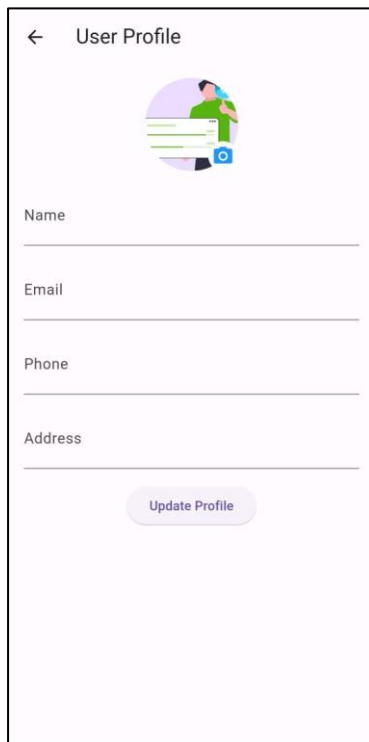 User Profile
Name
Email
Phone
Address
Update Profile